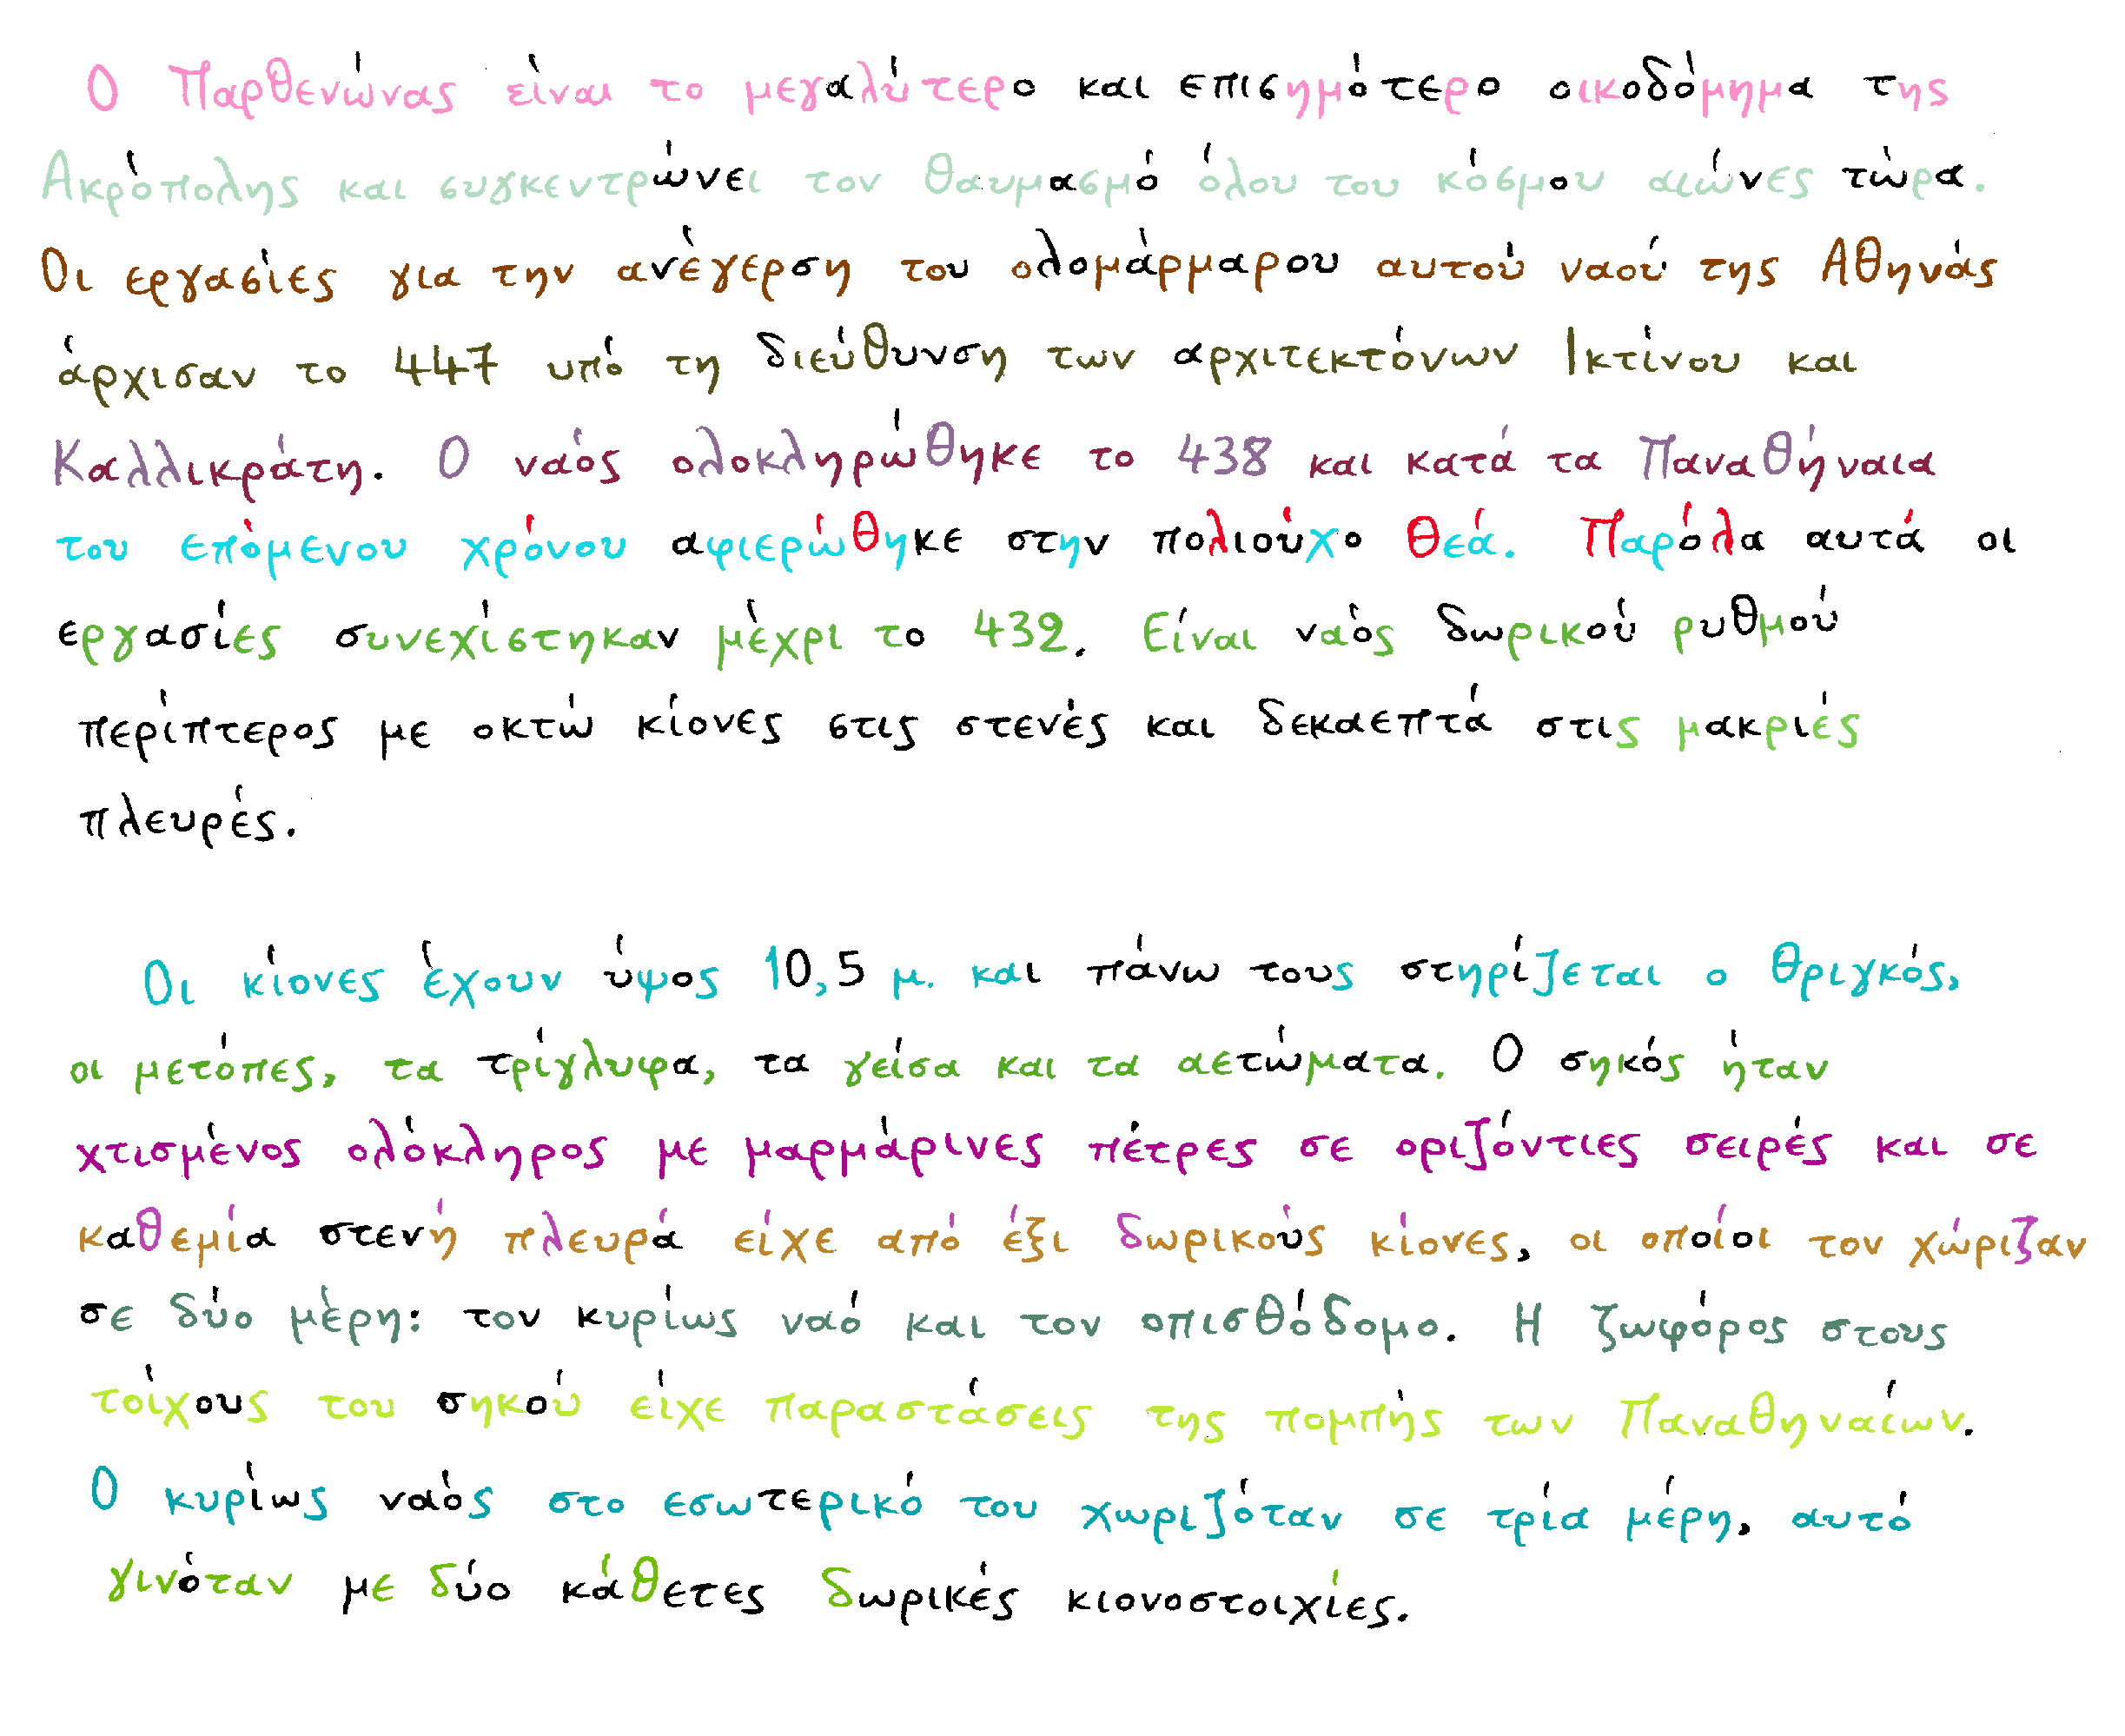 Ο Παρθενώνας είναι το μεγαλύτερο και επισημότερο οικοδόμημα της
Ακρόπολης και συγκεντρώνει τον θαυμασμό όλου του κόσμου αιώνες τώρα.
Οι εργασίες για την ανέγερση του ολομάρμαρου αυτού ναού της Αθηνάς
άρχισαν το 447 υπό τη διεύθυνση των αρχιτεκτόνων Ικτίνου και
Καλλικράτη. Ο ναός ολοκληρώθηκε το 438 και κατά τα Παναθήναια
του επόμενου χρόνου αφιερώθηκε στην πολιούχο θεά. Παρόλα αυτά οι
εργασίες συνεχίστηκαν μέχρι το 432. Είναι ναός δωρικού ρυθμού
περίπτερος με οκτώ κίονες στις στενές και δεκαεπτά στις μακριές
πλευρές.
Οι κίονες έχουν ύψος 10,5 μ. και πάνω τους στηρίζεται ο θριγκός,
οι μετόπες, τα τρίγλυφα, τα γείσα και τα αετώματα. Ο σηκός ήταν
χτισμένος ολόκληρος με μαρμάρινες πέτρες σε οριζόντιες σειρές και σε
καθεμία στενή πλευρά είχε από έξι δωρικούς κίονες, οι οποίοι τον χώριζαν
σε δύο μέρη: τον κυρίως ναό και τον οπισθόδομο. Η ζωφόρος στους
τοίχους του σηκού είχε παραστάσεις της πομπής των Παναθηναίων.
Ο κυρίως ναός στο εσωτερικό του χωριζόταν σε τρία μέρη, αυτό
γινόταν με δύο κάθετες δωρικές κιονοστοιχίες.